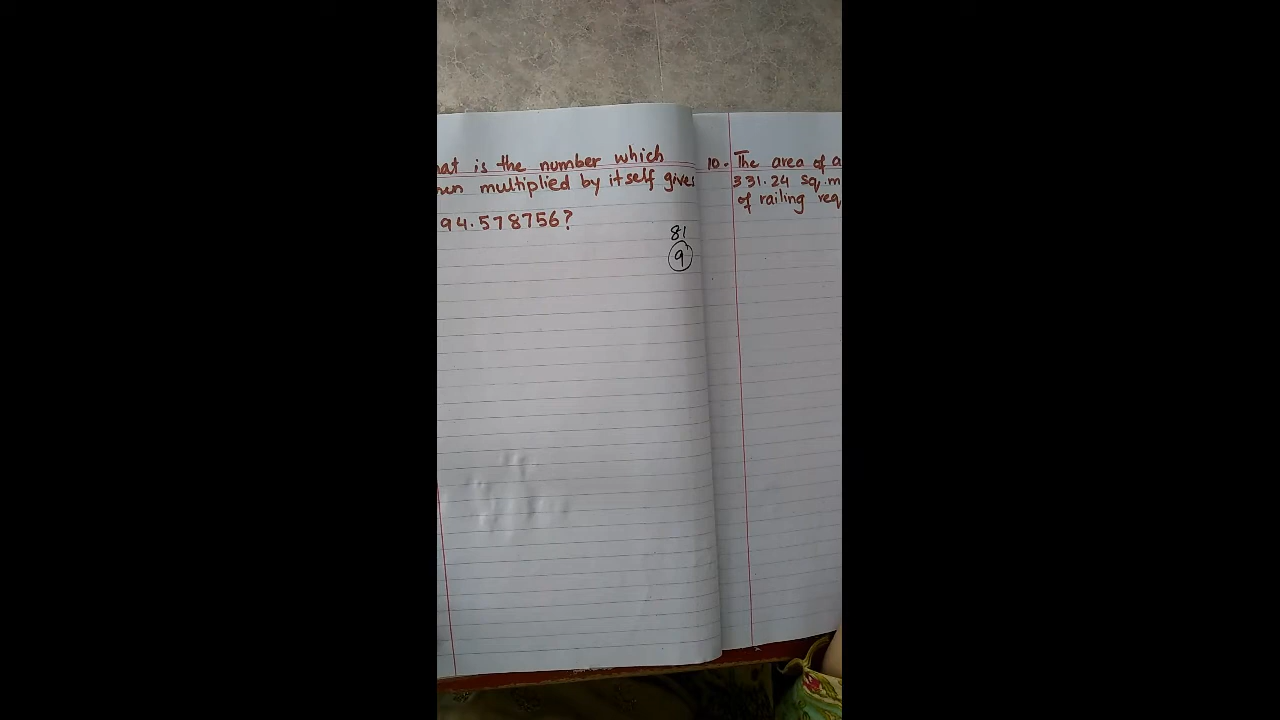 at is the number which
en multiplied by itself gives
94.578756?
81
9
10. The area of a
331.24 sq.m
of railing req